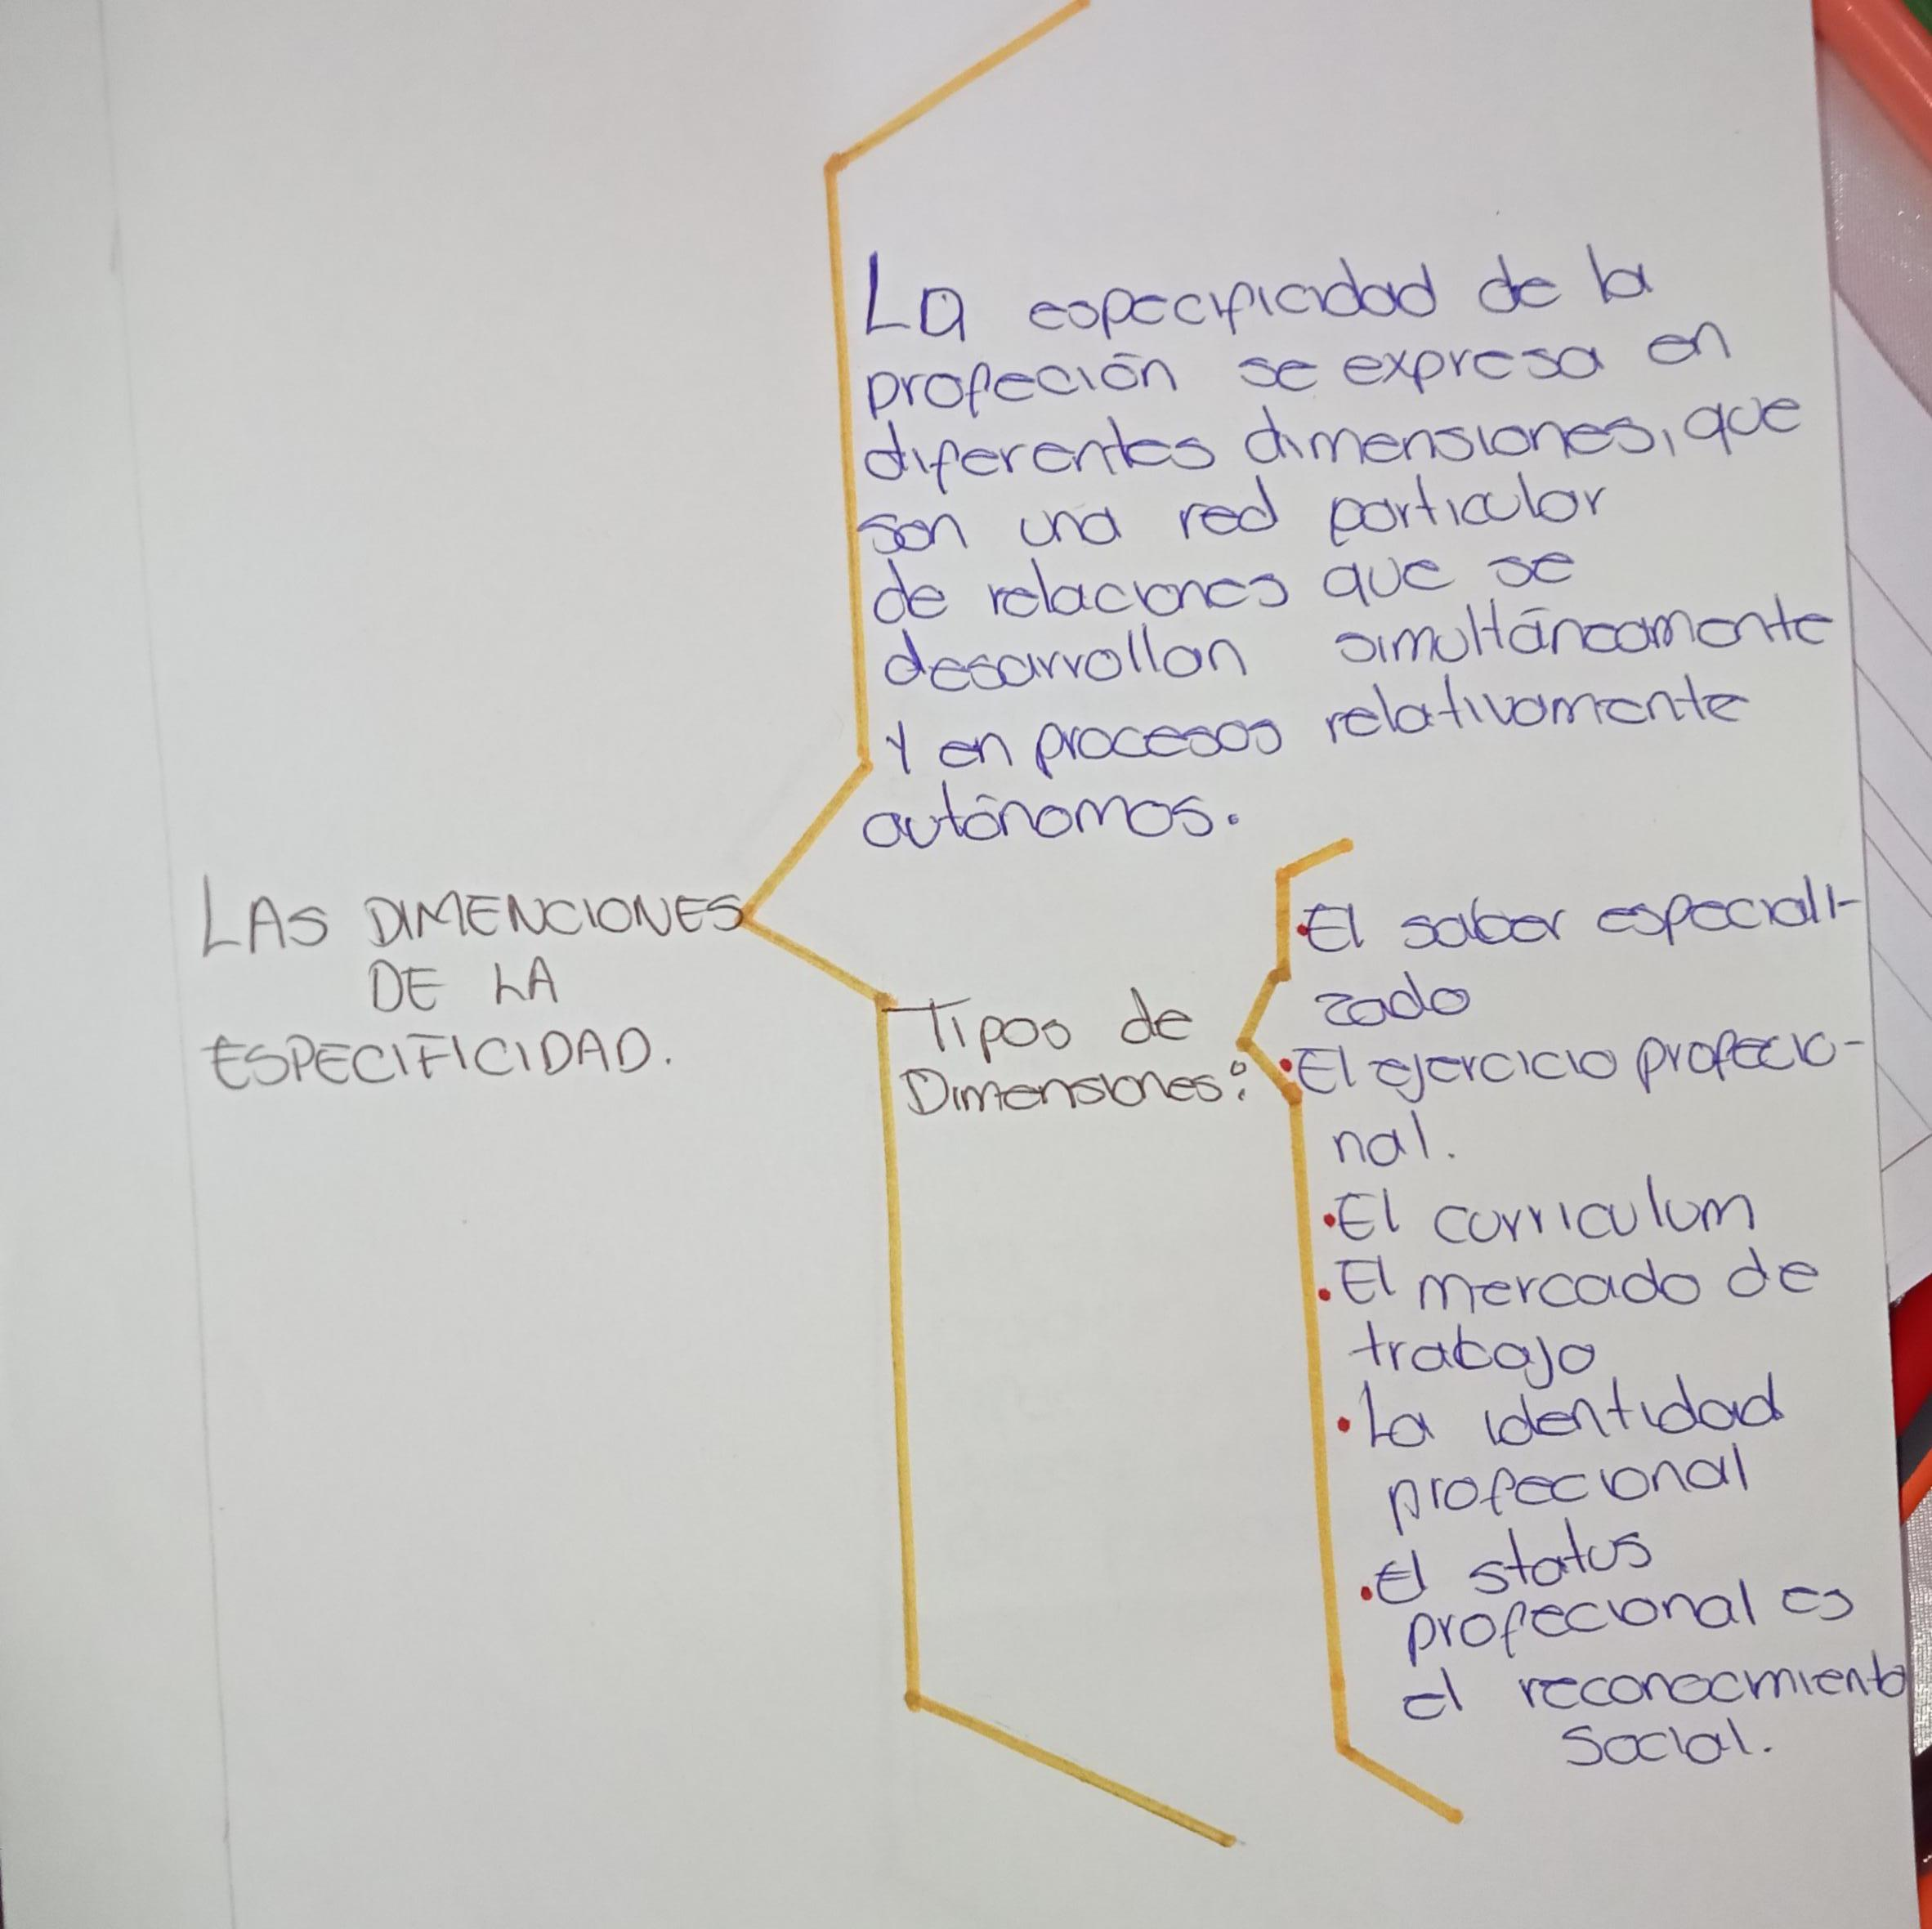 La especificidad de la
profeción se expresa en
diferentes dimensiones, que
son una red particular
de relaciones que se
desarrollan simultáneamente
Y en procesos relativamente
autónomos.
LAS DIMENCIONES
DE LA
ESPECIFICIDAD.
Tipos de
Dimensiones:
•El saber especiali-
zado
•El ejercicio profecio-
nal.
•El curriculum
•El mercado de
trabajo
•La identidad
profecional
•El status
profecional es
el reconocmiento
Social.